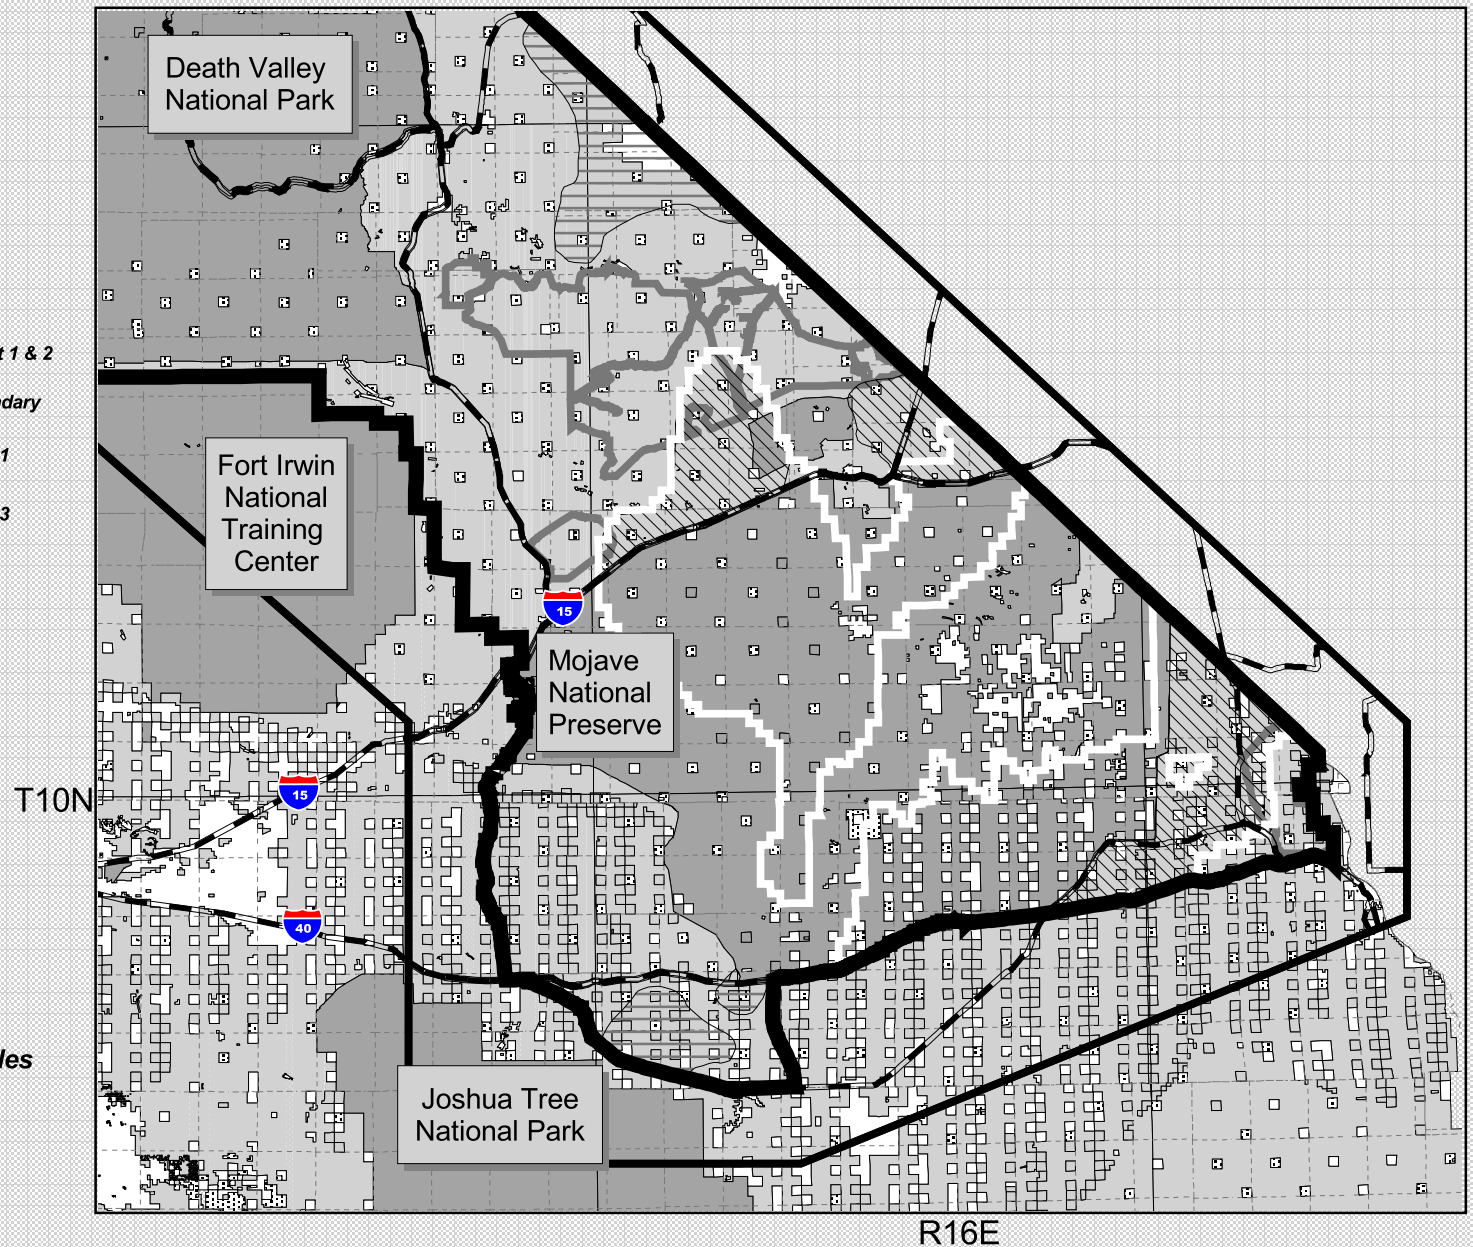 Death Valley
National Park
t 1 & 2
dary
1
3
Fort Irwin
National
Training
Center
15
Mojave
National
Preserve
T10N
15
40
les
Joshua Tree
National Park
R16E